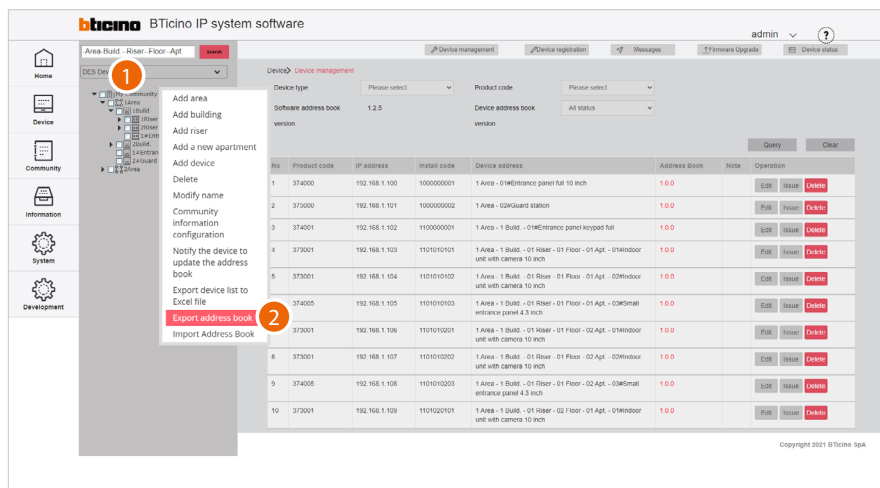 bticino BTicino IP system software
admin ?
-Area-Build.--Riser--Floor--Apt Search
Device management Device registration Messages Firmware Upgrade Device status
DES Dev
1
Home
Device
Community
Information
System
Development
My Community
1Area
1Build
1Riser
2Riser
1#Entr
2Build.
1#Entran
2#Guard
2Area
Add area
Add building
Add riser
Add a new apartment
Add device
Delete
Modify name
Community
information
configuration
Notify the device to
update the address
book
Export device list to
Excel file
Export address book
2
Import Address Book
Device> Device management
Device type Please select Product code Please select
Software address book version 1.2.5 Device address book version All status
Query Clear
No Product code IP address Install code Device address Address Book Note Operation
1 374000 192.168.1.100 1000000001 1 Area - 01#Entrance panel full 10 inch 1.0.0 Edit Issue Delete
2 375000 192.168.1.101 1000000002 1 Area - 02#Guard station 1.0.0 Edit Issue Delete
3 374001 192.168.1.102 1100000001 1 Area - 1 Build. - 01#Entrance panel keypad full 1.0.0 Edit Issue Delete
4 373001 192.168.1.103 1101010101 1 Area - 1 Build. - 01 Riser - 01 Floor - 01 Apt. - 01#Indoor 1.0.0 Edit Issue Delete
unit with camera 10 inch
5 373001 192.168.1.104 1101010102 1 Area - 1 Build. - 01 Riser - 01 Floor - 01 Apt. - 02#Indoor 1.0.0 Edit Issue Delete
unit with camera 10 inch
374005 192.168.1.105 1101010103 1 Area - 1 Build. - 01 Riser - 01 Floor - 01 Apt. - 03#Small 1.0.0 Edit Issue Delete
entrance panel 4.3 inch
373001 192.168.1.106 1101010201 1 Area - 1 Build. - 01 Riser - 01 Floor - 02 Apt. - 01#Indoor 1.0.0 Edit Issue Delete
unit with camera 10 inch
8 373001 192.168.1.107 1101010202 1 Area - 1 Build. - 01 Riser - 01 Floor - 02 Apt. - 02#Indoor 1.0.0 Edit Issue Delete
unit with camera 10 inch
9 374005 192.168.1.108 1101010203 1 Area - 1 Build. - 01 Riser - 01 Floor - 02 Apt. - 03#Small 1.0.0 Edit Issue Delete
entrance panel 4.3 inch
10 373001 192.168.1.109 1101020101 1 Area - 1 Build. - 01 Riser - 02 Floor - 01 Apt. - 01#Indoor 1.0.0 Edit Issue Delete
unit with camera 10 inch
Copyright 2021 BTicino SpA